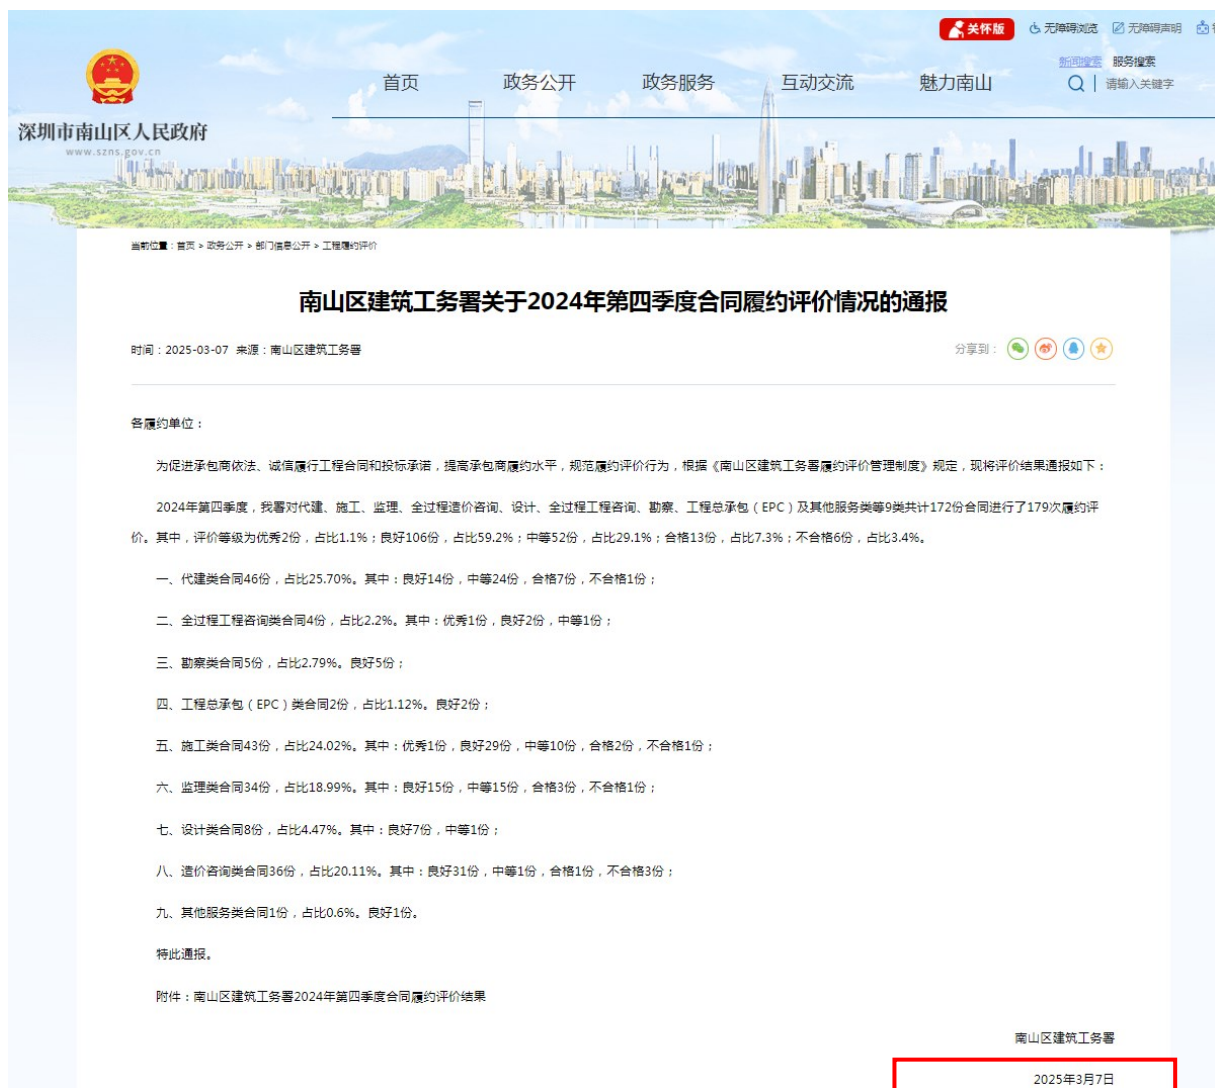 关怀版 无障碍浏览 无障碍声明
新闻搜索 服务搜索
首页 政务公开 政务服务 互动交流 魅力南山 请输入关键字
深圳市南山区人民政府
www.szns.gov.cn
当前位置：首页 > 政务公开 > 部门信息公开 > 工程履约评价
南山区建筑工务署关于2024年第四季度合同履约评价情况的通报
时间：2025-03-07 来源：南山区建筑工务署 分享到：
各履约单位：
为促进承包商依法、诚信履行工程合同和投标承诺，提高承包商履约水平，规范履约评价行为，根据《南山区建筑工务署履约评价管理制度》规定，现将评价结果通报如下：
2024年第四季度，我署对代建、施工、监理、全过程造价咨询、设计、全过程工程咨询、勘察、工程总承包（EPC）及其他服务类等9类共计172份合同进行了179次履约评
价。其中，评价等级为优秀2份，占比1.1%；良好106份，占比59.2%；中等52份，占比29.1%；合格13份，占比7.3%；不合格6份，占比3.4%。
一、代建类合同46份，占比25.70%。其中：良好14份，中等24份，合格7份，不合格1份；
二、全过程工程咨询类合同4份，占比2.2%。其中：优秀1份，良好2份，中等1份；
三、勘察类合同5份，占比2.79%。良好5份；
四、工程总承包（EPC）类合同2份，占比1.12%。良好2份；
五、施工类合同43份，占比24.02%。其中：优秀1份，良好29份，中等10份，合格2份，不合格1份；
六、监理类合同34份，占比18.99%。其中：良好15份，中等15份，合格3份，不合格1份；
七、设计类合同8份，占比4.47%。其中：良好7份，中等1份；
八、造价咨询类合同36份，占比20.11%。其中：良好31份，中等1份，合格1份，不合格3份；
九、其他服务类合同1份，占比0.6%。良好1份。
特此通报。
附件：南山区建筑工务署2024年第四季度合同履约评价结果
南山区建筑工务署
2025年3月7日